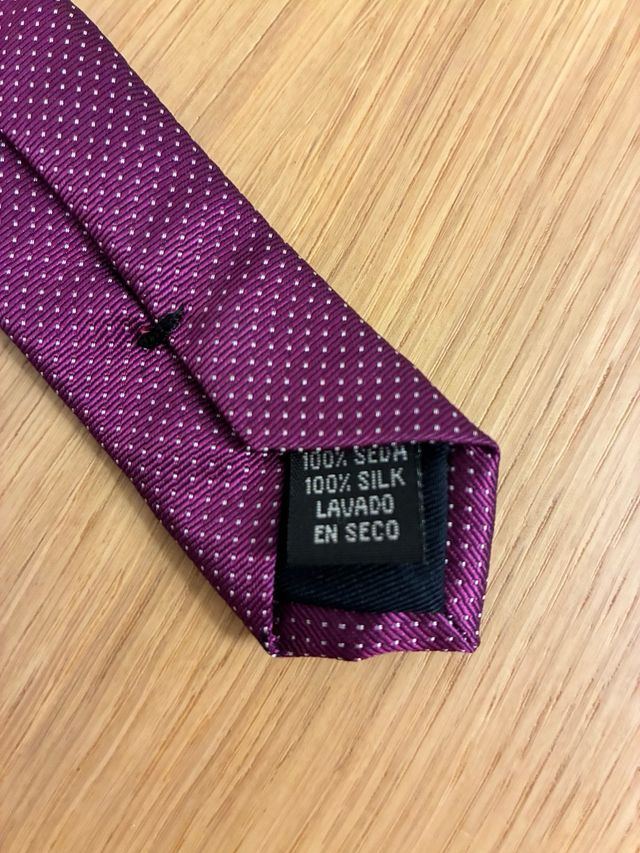 100% SEDA
100% SILK
LAVADO
EN SECO